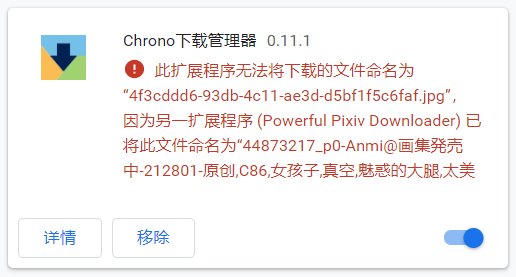 Chrono下载管理器 0.11.1
此扩展程序无法将下载的文件命名为
“4f3cddd6-93db-4c11-ae3d-d5bf1f5c6faf.jpg”,
因为另一扩展程序 (Powerful Pixiv Downloader) 已
将此文件命名为“44873217_p0-Anmi@画集発売
中-212801-原创,C86,女孩子,真空,魅惑的大腿,太美
详情 移除